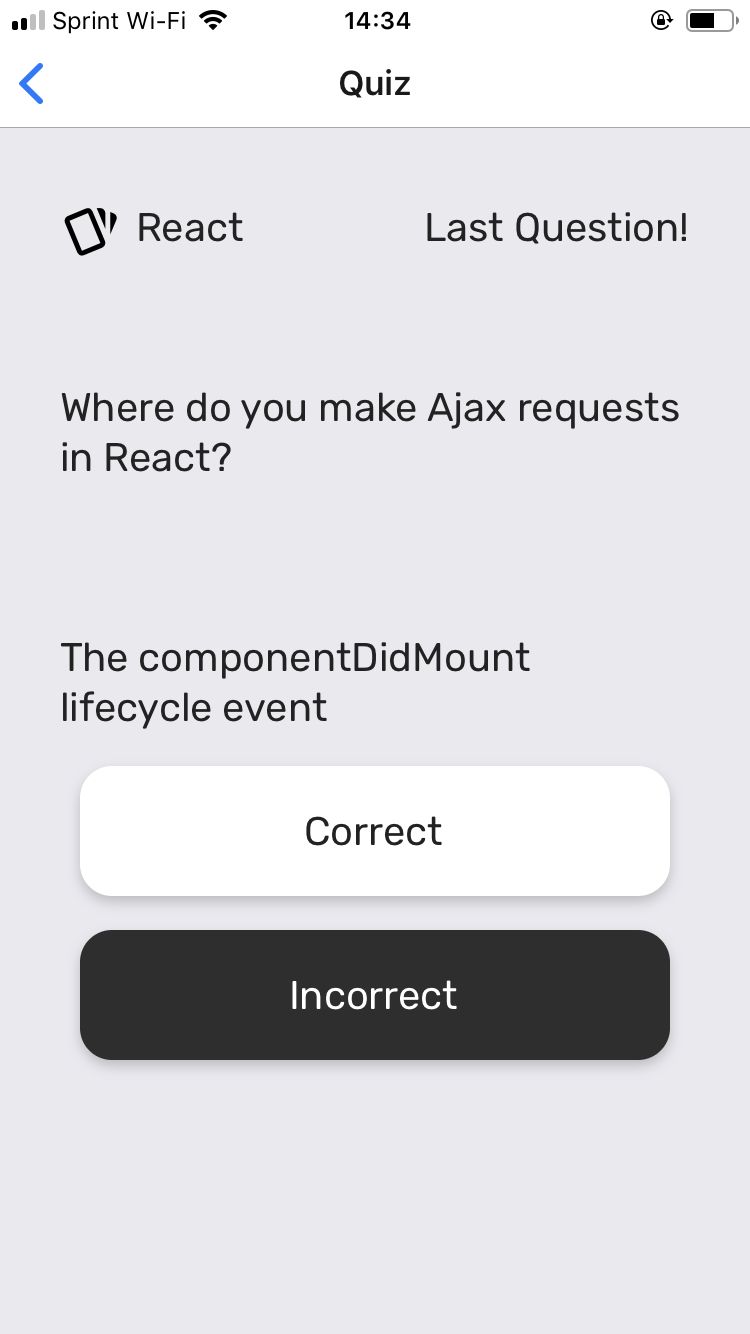 Sprint Wi-Fi 14:34
Quiz
React Last Question!
Where do you make Ajax requests
in React?
The componentDidMount
lifecycle event
Correct
Incorrect